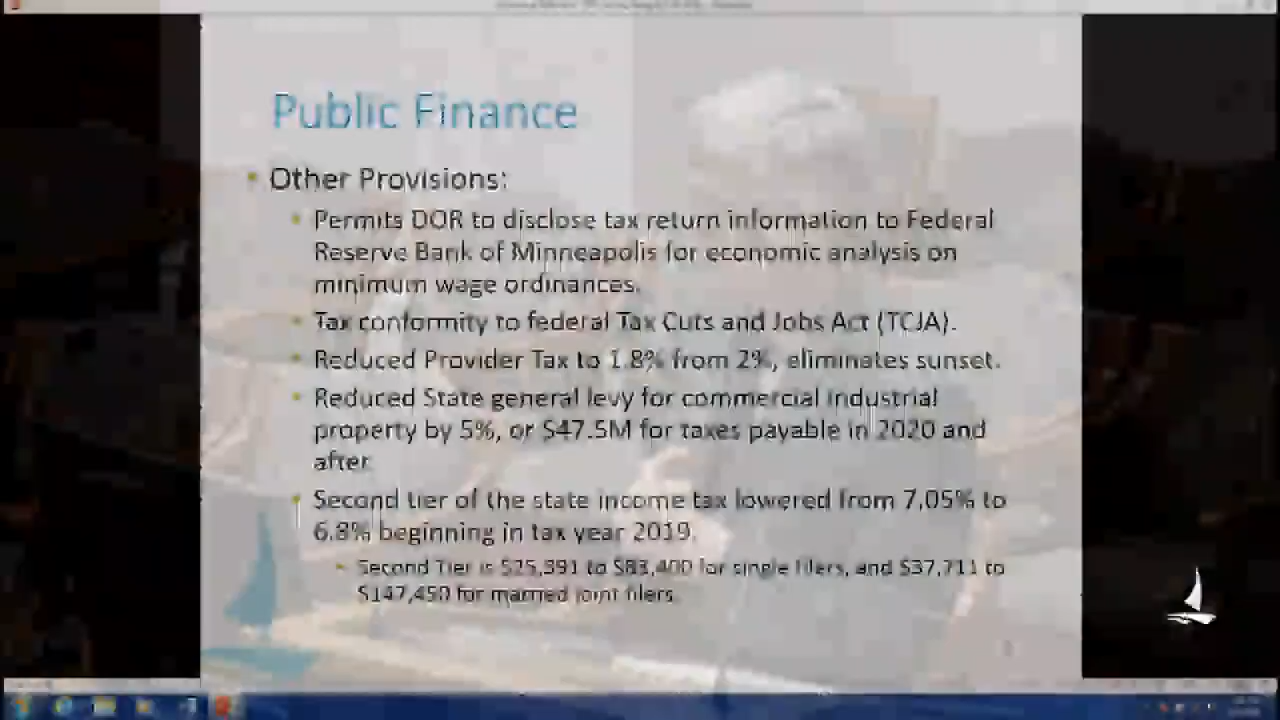 Public Finance
Other Provisions:
Permits DOR to disclose tax return information to Federal
Reserve Bank of Minneapolis for economic analysis on
minimum wage ordinances.
Tax conformity to federal Tax Cuts and Jobs Act (TCJA).
Reduced Provider Tax to 1.8% from 2%, eliminates sunset.
Reduced State general levy for commercial industrial
property by 5%, or $47.5M for taxes payable in 2020 and
after.
Second tier of the state income tax lowered from 7.05% to
6.8% beginning in tax year 2019.
Second Tier is $25,391 to $83,400 for single filers, and $37,711 to
$147,450 for married joint filers.